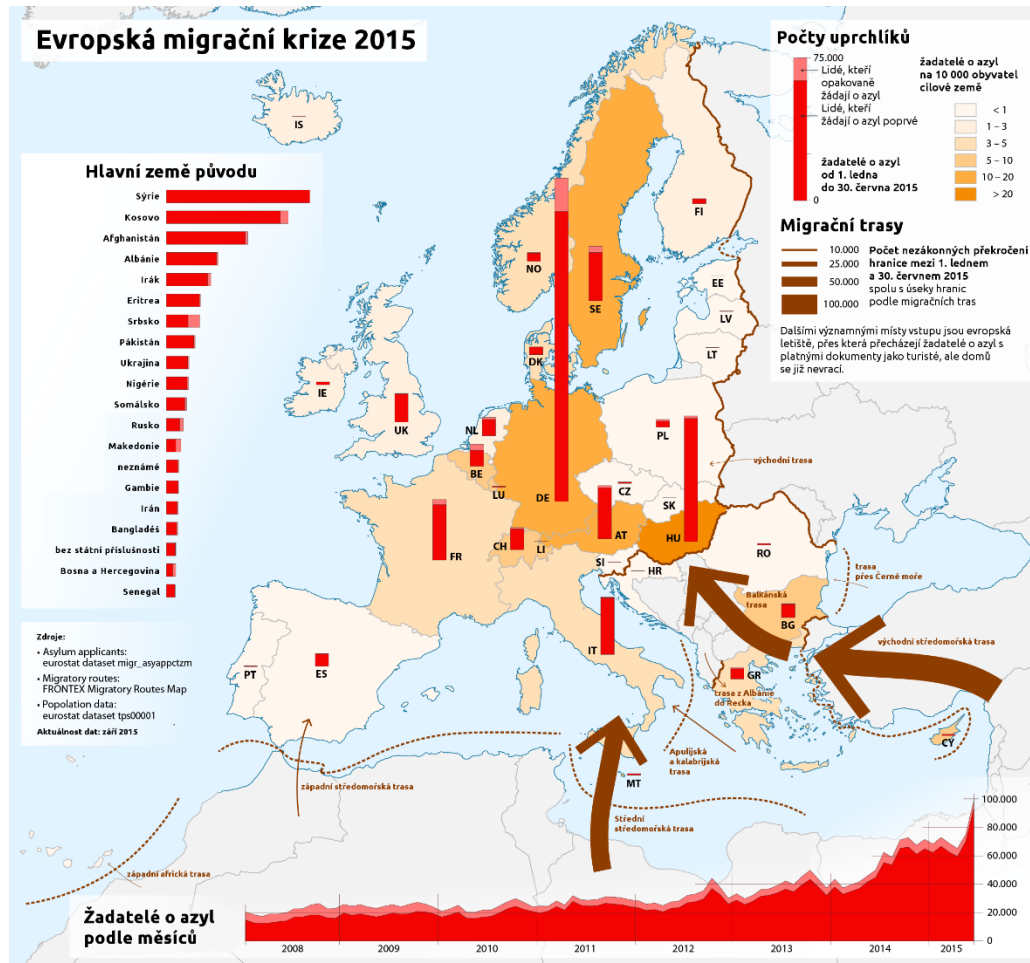 Evropská migrační krize 2015
Počty uprchlíků
75.000
Lidé, kteří
opakovaně
žádají o azyl
Lidé, kteří
žádají o azyl poprvé
žadatelé o azyl
od 1. ledna
do 30. června 2015
0
žadatelé o azyl
na 10 000 obyvatel
cílové země
< 1
1 – 3
3 – 5
5 – 10
10 – 20
> 20
Migrační trasy
10.000
25.000
50.000
100.000
Počet nezákonných překročení
hranice mezi 1. lednem
a 30. červnem 2015
spolu s úseky hranic
podle migračních tras
Dalšími významnými místy vstupu jsou evropská
letiště, přes která přecházejí žadatelé o azyl s
platnými dokumenty jako turisté, ale domů
se již nevrací.
Hlavní země původu
Sýrie
Kosovo
Afghanistán
Albánie
Irák
Eritrea
Srbsko
Pákistán
Ukrajina
Nigérie
Somálsko
Rusko
Makedonie
neznámé
Gambie
Irán
Bangladéš
bez státní příslušnosti
Bosna a Hercegovina
Senegal
Zdroje:
• Asylum applicants:
eurostat dataset migr_asyappctzm
• Migratory routes:
FRONTEX Migratory Routes Map
• Population data:
eurostat dataset tps00001
Aktuálnost dat: září 2015
IS
FI
NO
SE
EE
LV
LT
DK
IE
UK
NL
BE
LU
DE
PL
CZ
SK
AT
HU
FR
CH
LI
SI
HR
RO
BG
IT
GR
PT
ES
MT
CY
východní trasa
trasa
přes Černé moře
Balkánská
trasa
východní středomořská trasa
trasa z Albánie
do Řecka
Apulijská
a kalabrijská
trasa
Střední
středomořská trasa
západní středomořská trasa
západní africká trasa
Žadatelé o azyl
podle měsíců
100.000
80.000
60.000
40.000
20.000
0
2008
2009
2010
2011
2012
2013
2014
2015